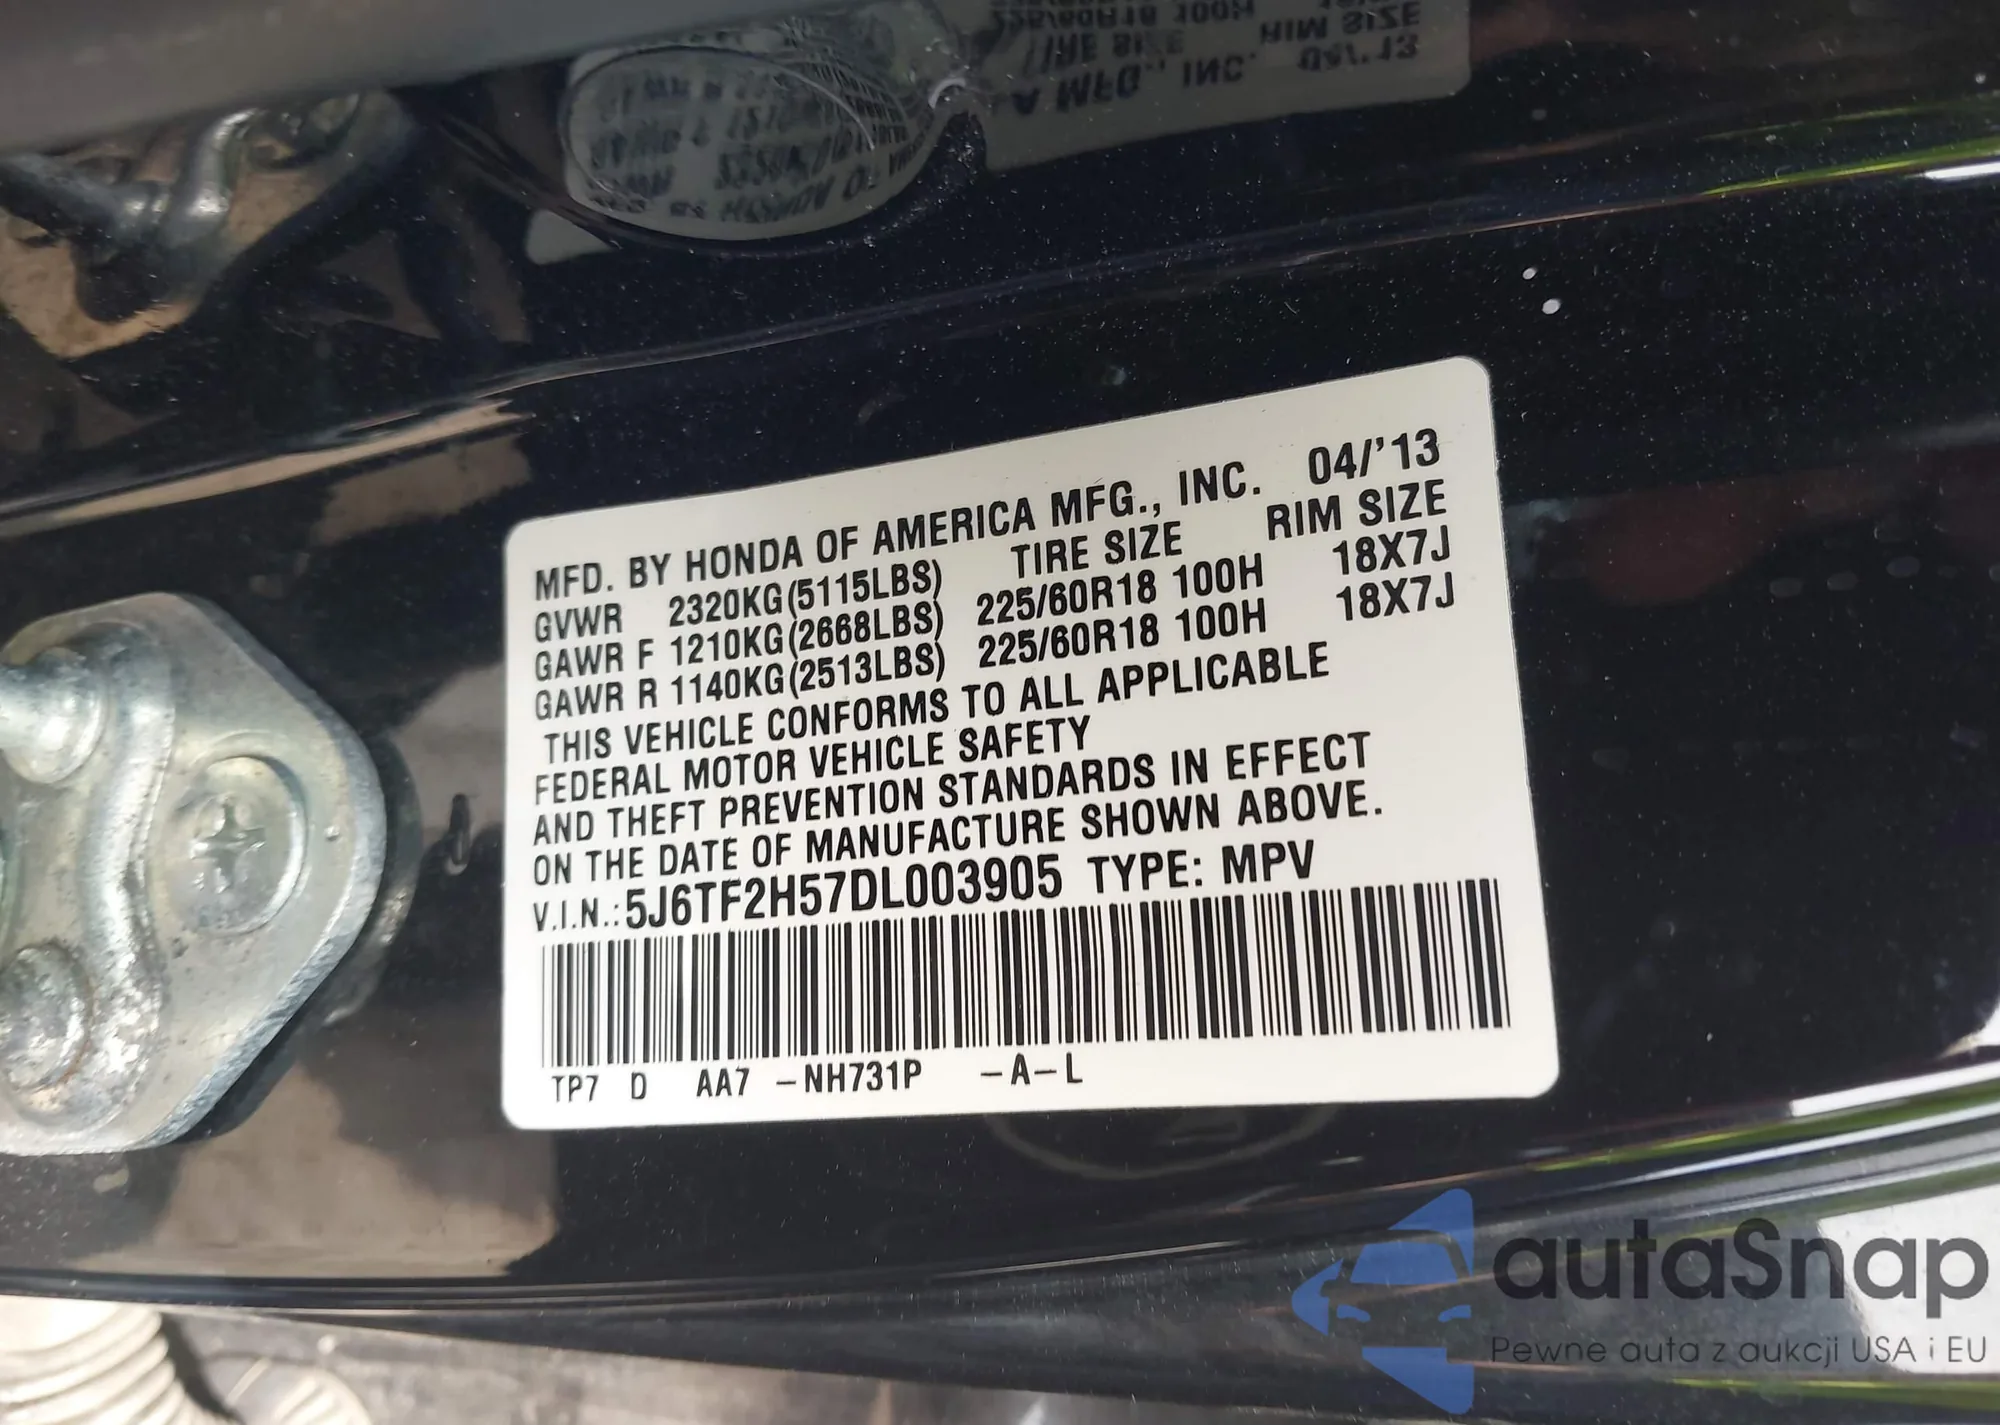 MFD. BY HONDA OF AMERICA MFG., INC. 04/'13
GVWR 2320KG(5115LBS) TIRE SIZE RIM SIZE
GAWR F 1210KG(2668LBS) 225/60R18 100H 18X7J
GAWR R 1140KG(2513LBS) 225/60R18 100H 18X7J
THIS VEHICLE CONFORMS TO ALL APPLICABLE
FEDERAL MOTOR VEHICLE SAFETY
AND THEFT PREVENTION STANDARDS IN EFFECT
ON THE DATE OF MANUFACTURE SHOWN ABOVE.
V.I.N.:5J6TF2H57DL003905 TYPE: MPV
TP7 D AA7 -NH731P -A-L
autaSnap
Pewne auta z aukcji USA i EU